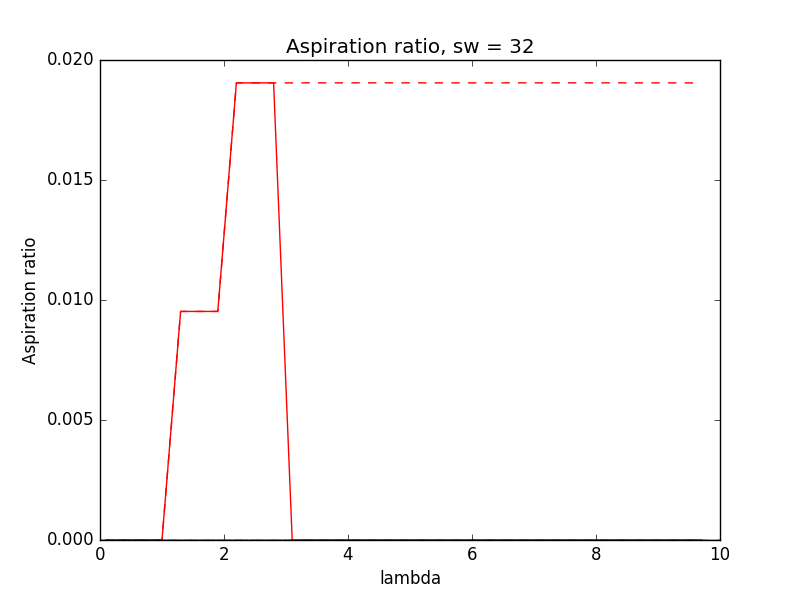 Aspiration ratio, sw = 32
0.020
0.015
0.010
0.005
0.000
Aspiration ratio
0 2 4 6 8 10
lambda